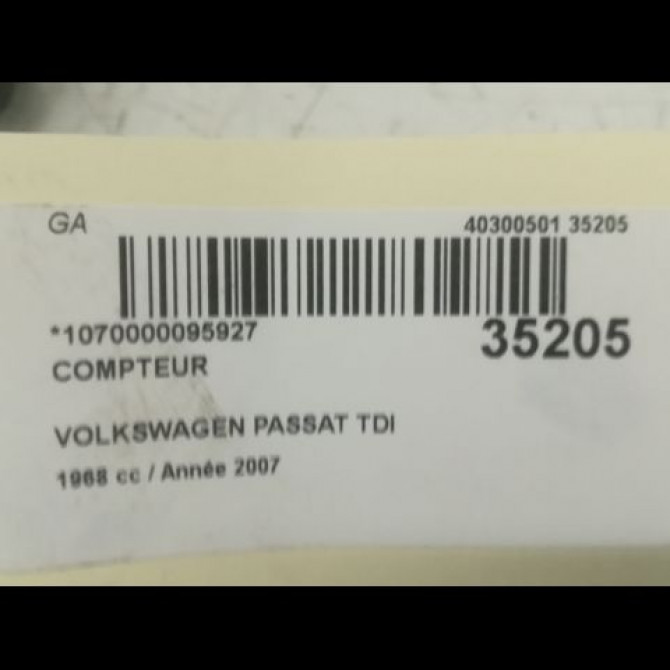 GA 40300501 35205
*1070000095927 35205
COMPTEUR
VOLKSWAGEN PASSAT TDI
1968 cc / Année 2007